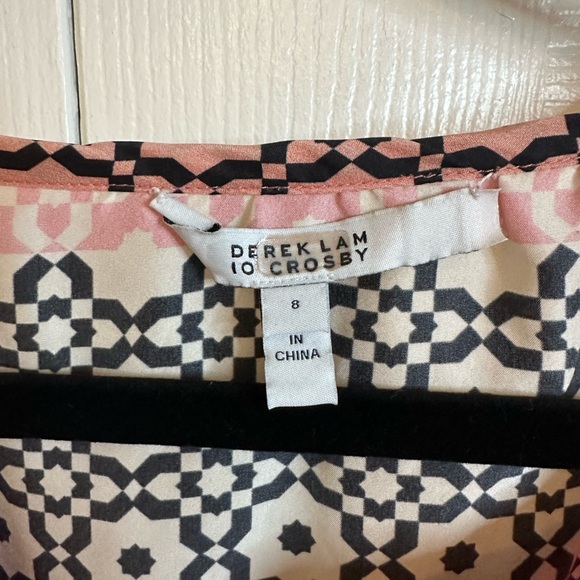 DEREK LAM
10 CROSBY
8
IN
CHINA